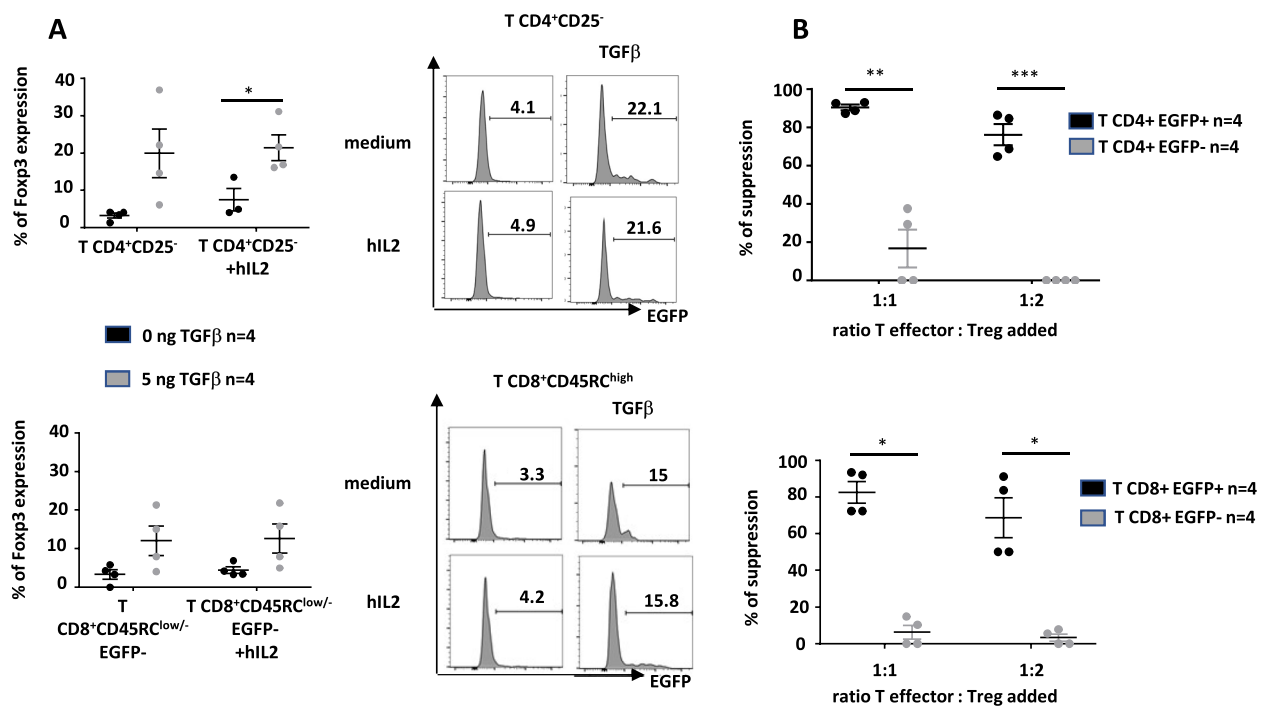 A
% of Foxp3 expression
40
30
20
10
0
*
T CD4⁺CD25⁻
T CD4⁺CD25⁻
+hIL2
T CD4⁺CD25⁻
TGFβ
medium
4.1
22.1
hIL2
4.9
21.6
EGFP
0 ng TGFβ n=4
5 ng TGFβ n=4
% of Foxp3 expression
40
30
20
10
0
T
CD8⁺CD45RCˡᵒʷ/⁻
EGFP-
T CD8⁺CD45RCˡᵒʷ/⁻
EGFP-
+hIL2
T CD8⁺CD45RCʰⁱᵍʰ
TGFβ
medium
3.3
15
hIL2
4.2
15.8
EGFP
B
% of suppression
100
80
60
40
20
0
**
***
1:1
1:2
ratio T effector : Treg added
T CD4+ EGFP+ n=4
T CD4+ EGFP- n=4
% of suppression
100
80
60
40
20
0
*
*
1:1
1:2
ratio T effector : Treg added
T CD8+ EGFP+ n=4
T CD8+ EGFP- n=4